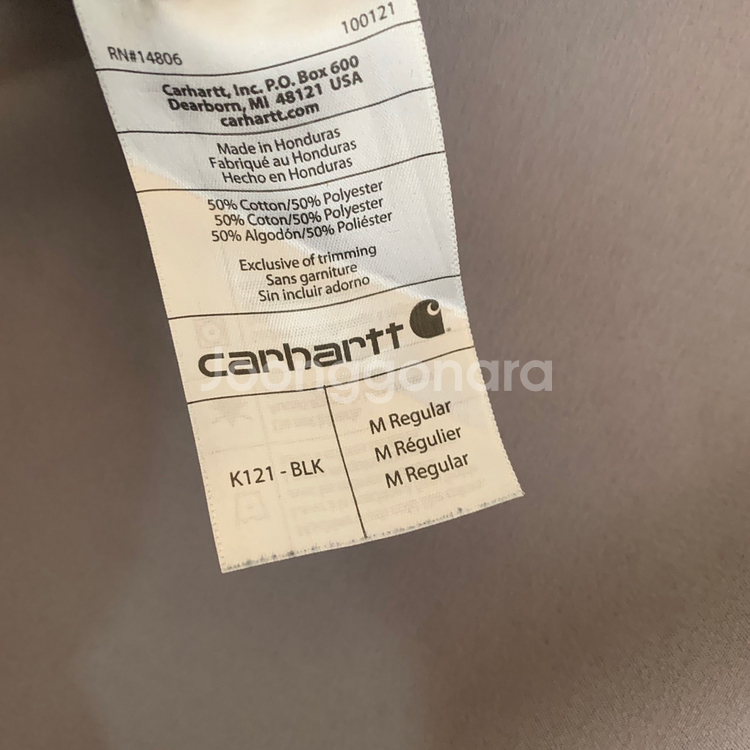 RN#14806
100121
Carhartt, Inc. P.O. Box 600
Dearborn, MI 48121 USA
carhartt.com
Made in Honduras
Fabriqué au Honduras
Hecho en Honduras
50% Cotton/50% Polyester
50% Coton/50% Polyester
50% Algodón/50% Poliéster
Exclusive of trimming
Sans garniture
Sin incluir adorno
carhartt
Joonggonara
K121 - BLK
M Regular
M Régulier
M Regular